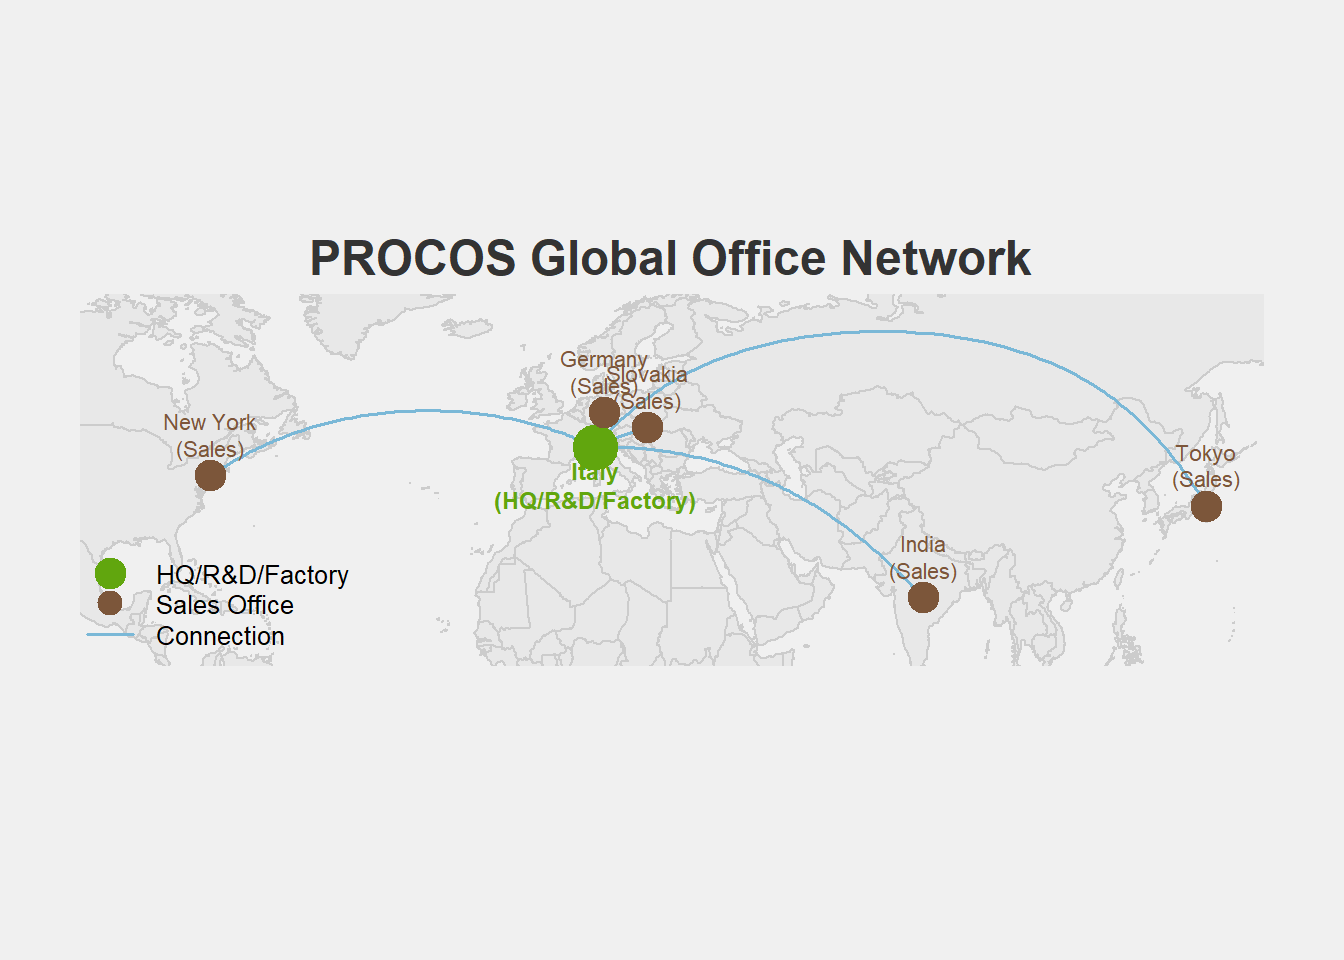 PROCOS Global Office Network
Germany
(Sales)
Slovakia
(Sales)
New York
(Sales)
Italy
(HQ/R&D/Factory)
Tokyo
(Sales)
India
(Sales)
HQ/R&D/Factory
Sales Office
Connection